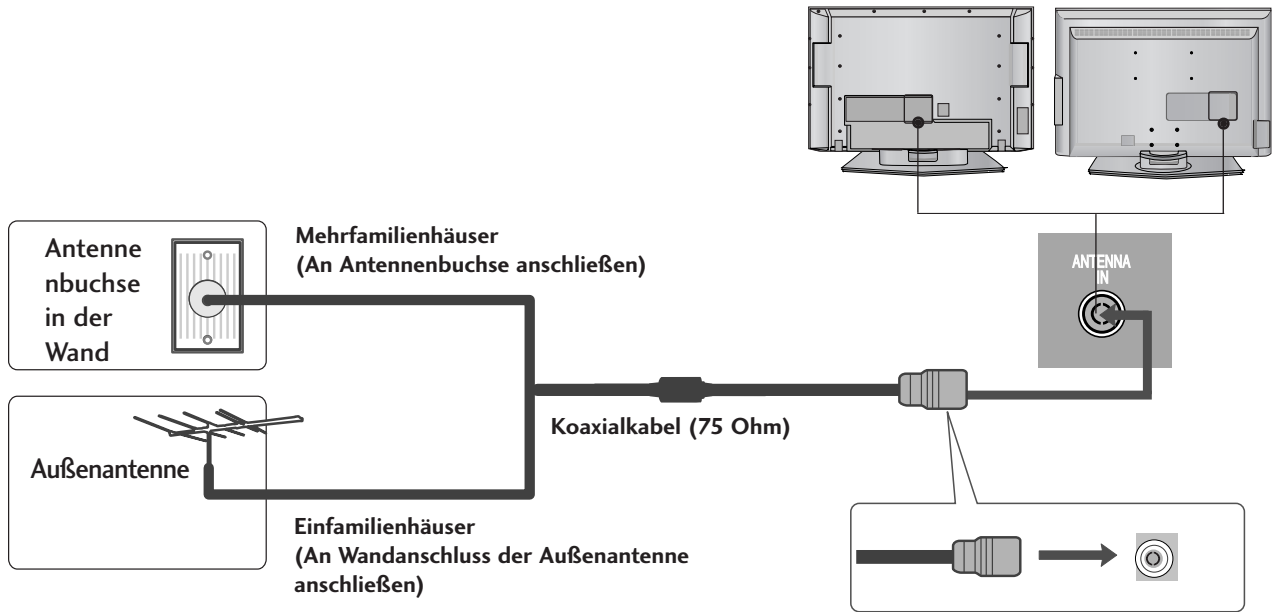 Antenne
nbuchse
in der
Wand
Mehrfamilienhäuser
(An Antennenbuchse anschließen)
ANTENNA
IN
Koaxialkabel (75 Ohm)
Außenantenne
Einfamilienhäuser
(An Wandanschluss der Außenantenne
anschließen)